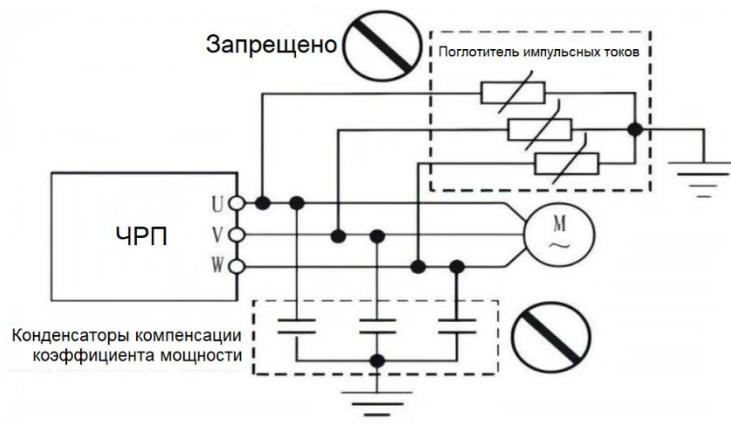 Запрещено
Поглотитель импульсных токов
U
V
W
ЧРП
M
~
Конденсаторы компенсации
коэффициента мощности